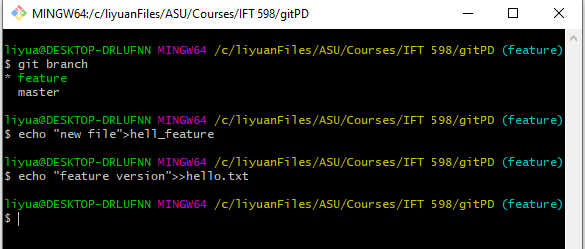 MINGW64:/c/liyuanFiles/ASU/Courses/IFT 598/gitPD
liyua@DESKTOP-DRLUFNN MINGW64 /c/liyuanFiles/ASU/Courses/IFT 598/gitPD (feature)
$ git branch
* feature
  master
liyua@DESKTOP-DRLUFNN MINGW64 /c/liyuanFiles/ASU/Courses/IFT 598/gitPD (feature)
$ echo "new file">hell_feature
liyua@DESKTOP-DRLUFNN MINGW64 /c/liyuanFiles/ASU/Courses/IFT 598/gitPD (feature)
$ echo "feature version">>hello.txt
liyua@DESKTOP-DRLUFNN MINGW64 /c/liyuanFiles/ASU/Courses/IFT 598/gitPD (feature)
$